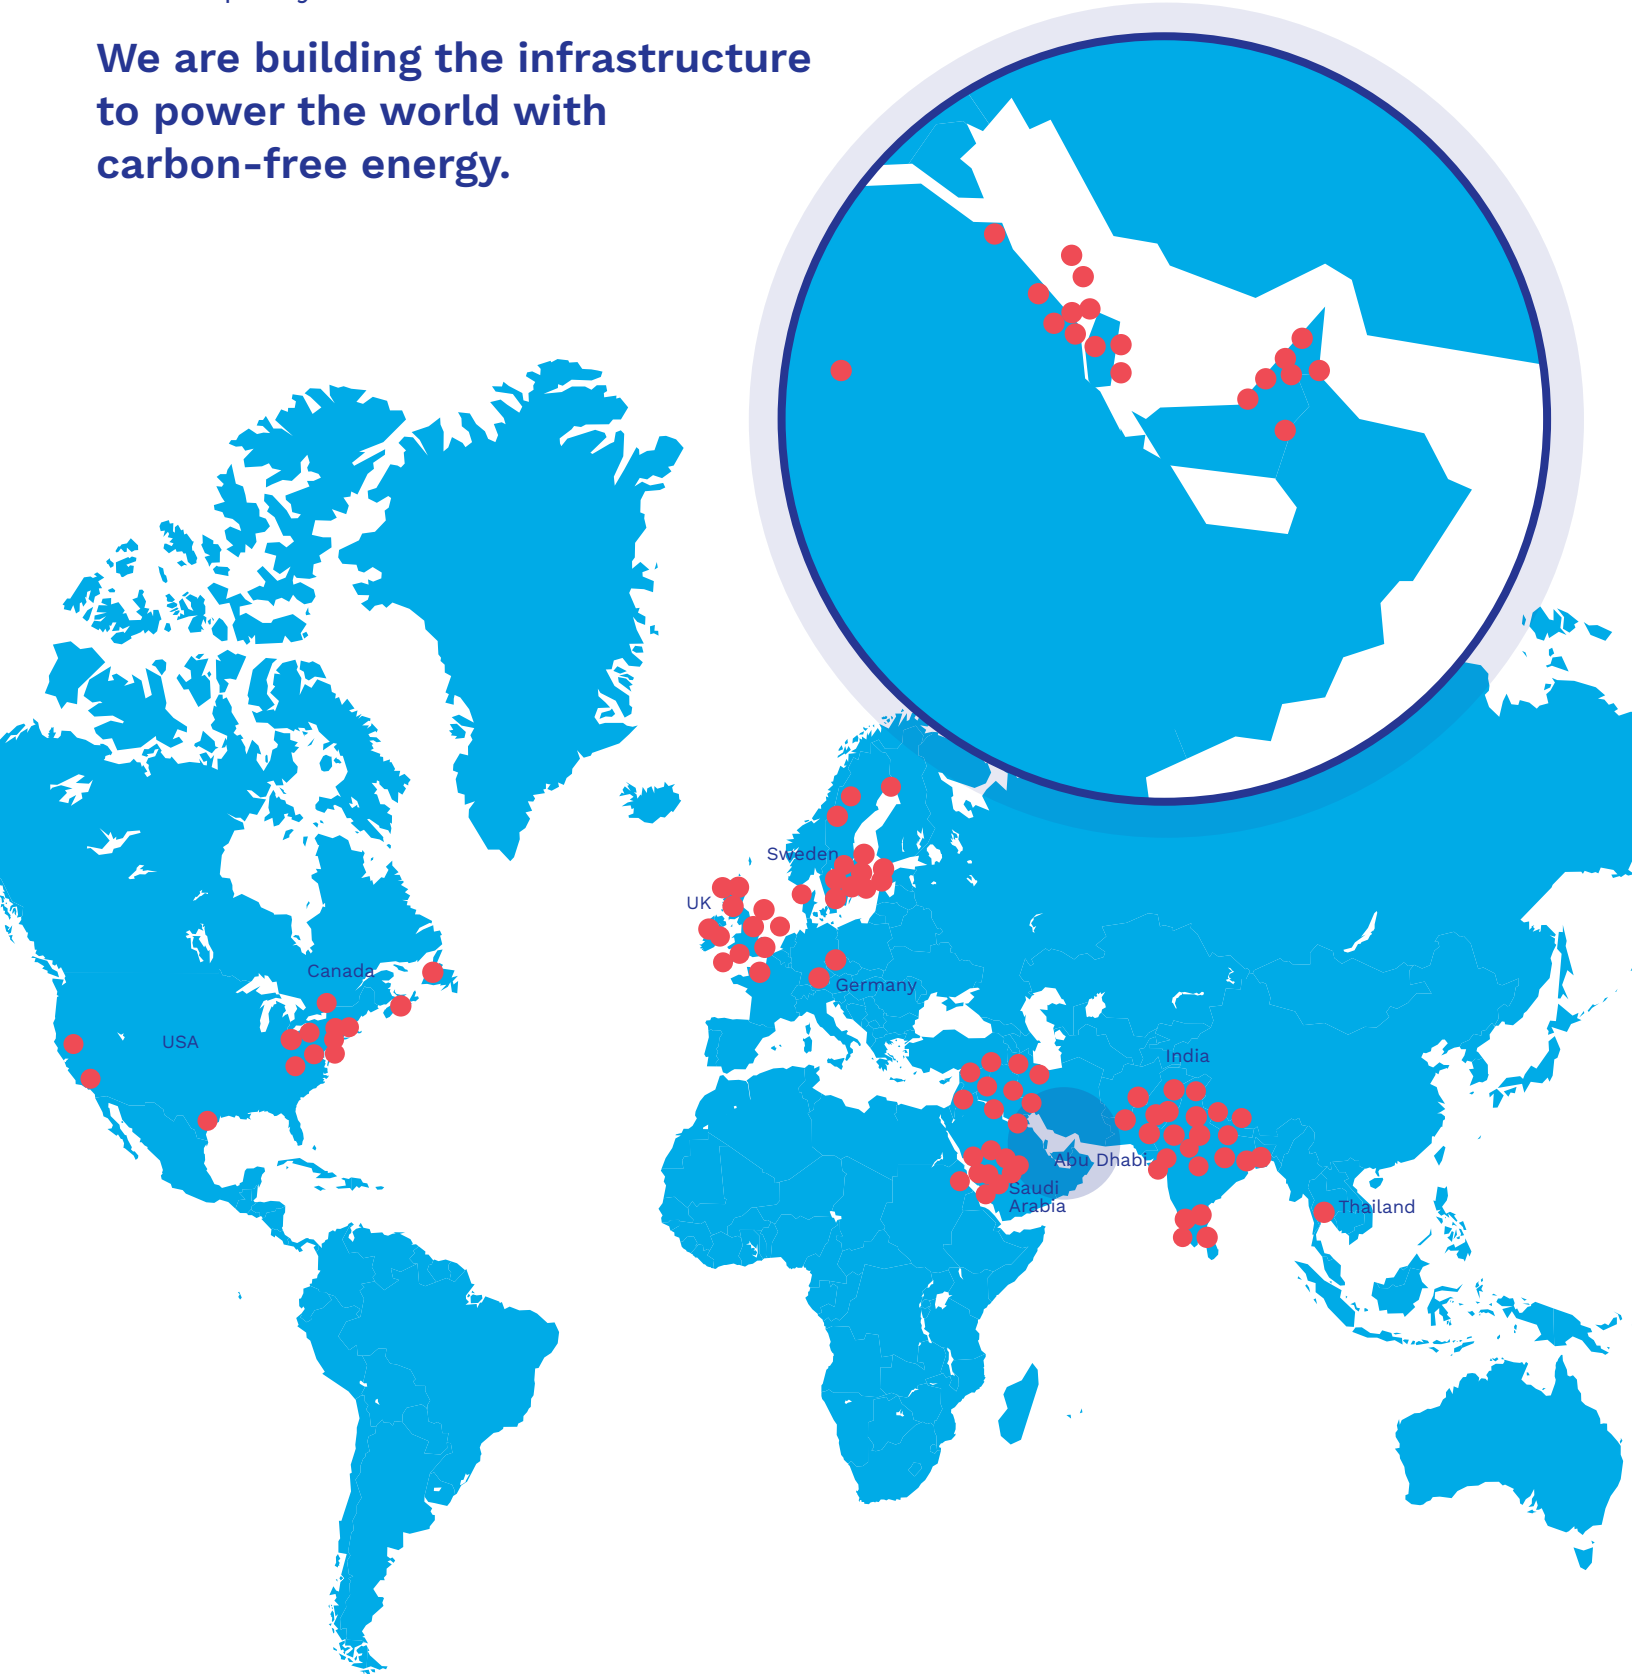 We are building the infrastructure
to power the world with
carbon-free energy.
Sweden
UK
Canada
Germany
USA
India
Abu Dhabi
Saudi
Arabia
Thailand